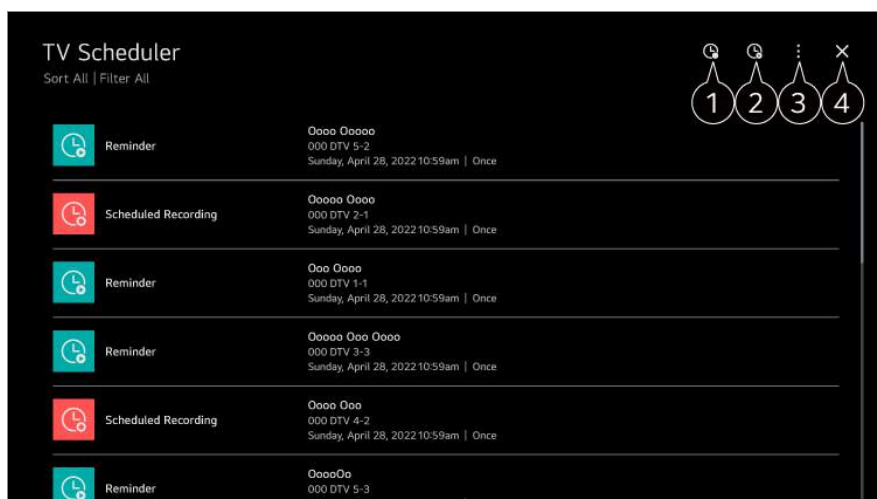 TV Scheduler
Sort All | Filter All
1 2 3 4
Reminder
Oooo Ooooo
000 DTV 5-2
Sunday, April 28, 2022 10:59am | Once
Scheduled Recording
Ooooo Oooo
000 DTV 2-1
Sunday, April 28, 2022 10:59am | Once
Reminder
Ooo Oooo
000 DTV 1-1
Sunday, April 28, 2022 10:59am | Once
Reminder
Ooooo Ooo Oooo
000 DTV 3-3
Sunday, April 28, 2022 10:59am | Once
Scheduled Recording
Oooo Ooo
000 DTV 4-2
Sunday, April 28, 2022 10:59am | Once
Reminder
OoooOo
000 DTV 5-3